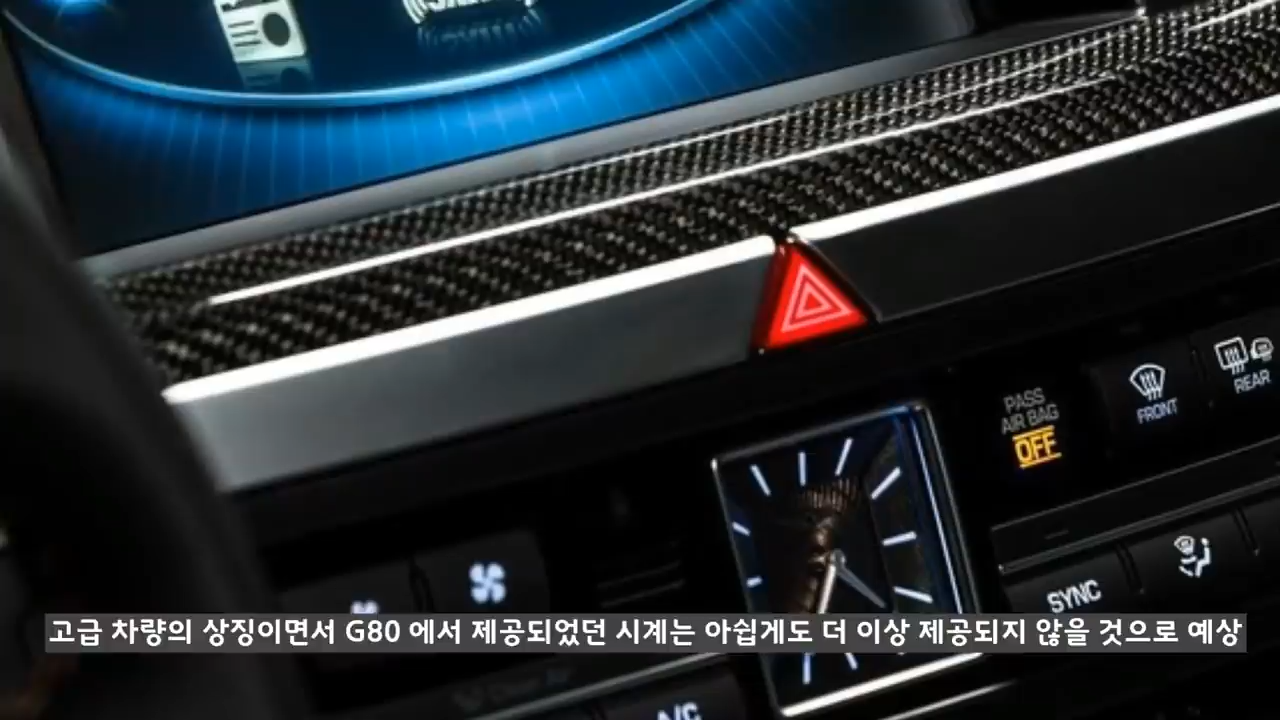 PASS
AIR BAG
OFF
FRONT
REAR
SYNC
고급 차량의 상징이면서 G80 에서 제공되었던 시계는 아쉽게도 더 이상 제공되지 않을 것으로 예상
A/C